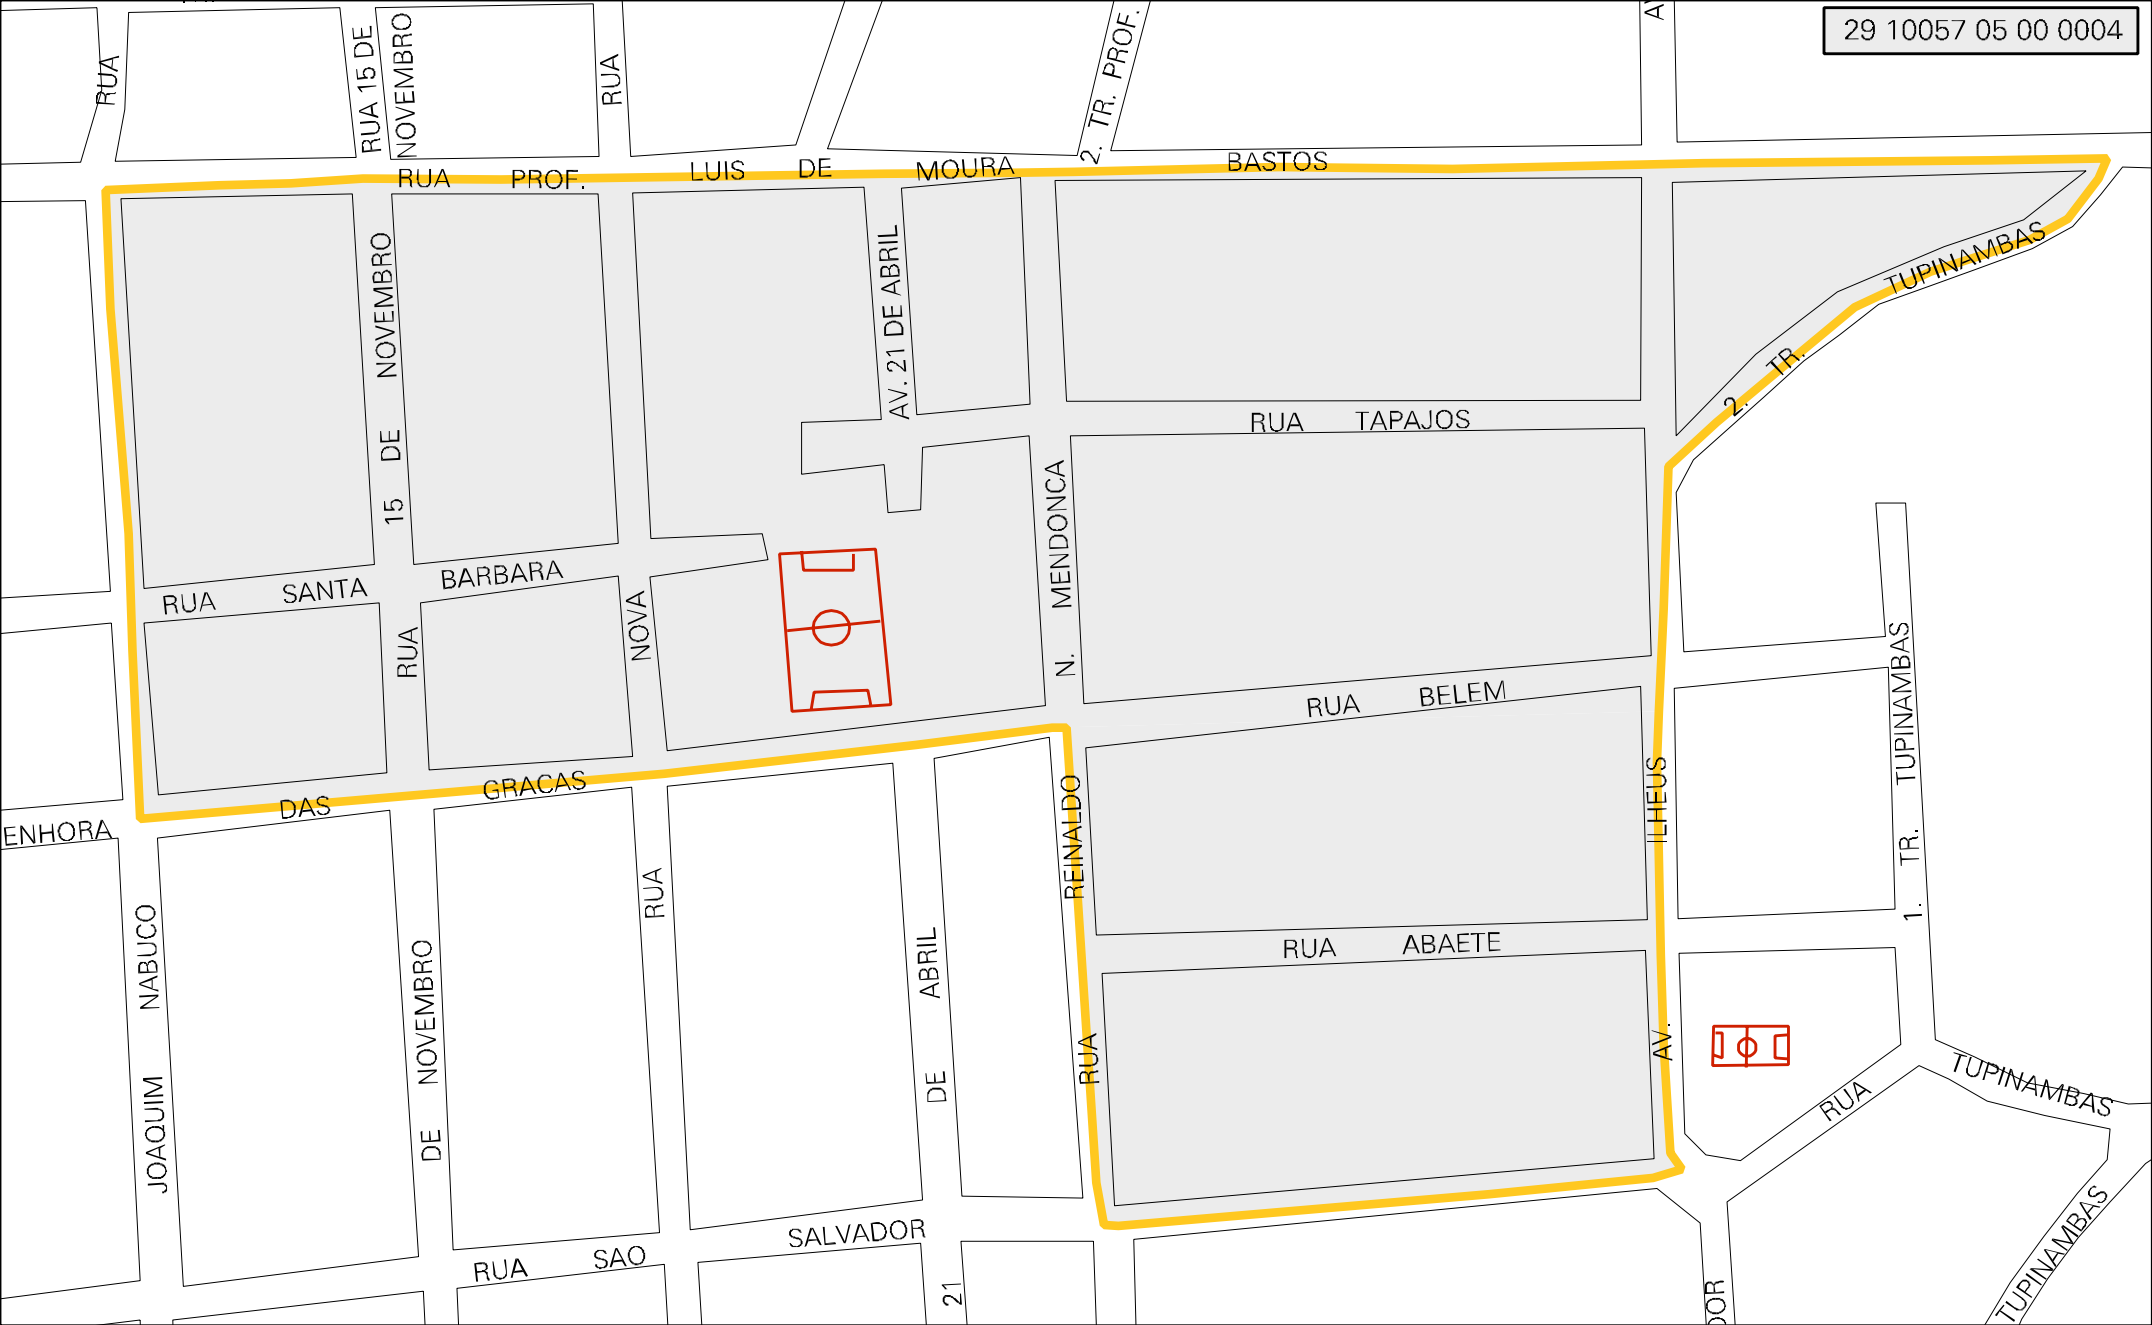 29 10057 05 00 0004
RUA
RUA 15 DE
NOVEMBRO
RUA
2. TR. PROF.
RUA PROF. LUIS DE MOURA BASTOS
RUA 15 DE NOVEMBRO
AV. 21 DE ABRIL
2. TR. TUPINAMBAS
RUA TAPAJOS
RUA REINALDO N. MENDONCA
RUA SANTA BARBARA
RUA NOVA
RUA BELEM
1. TR. TUPINAMBAS
AV. ILHEUS
ENHORA DAS GRACAS
JOAQUIM NABUCO
DE NOVEMBRO
21 DE ABRIL
RUA ABAETE
RUA TUPINAMBAS
TUPINAMBAS
RUA SAO SALVADOR
DOR